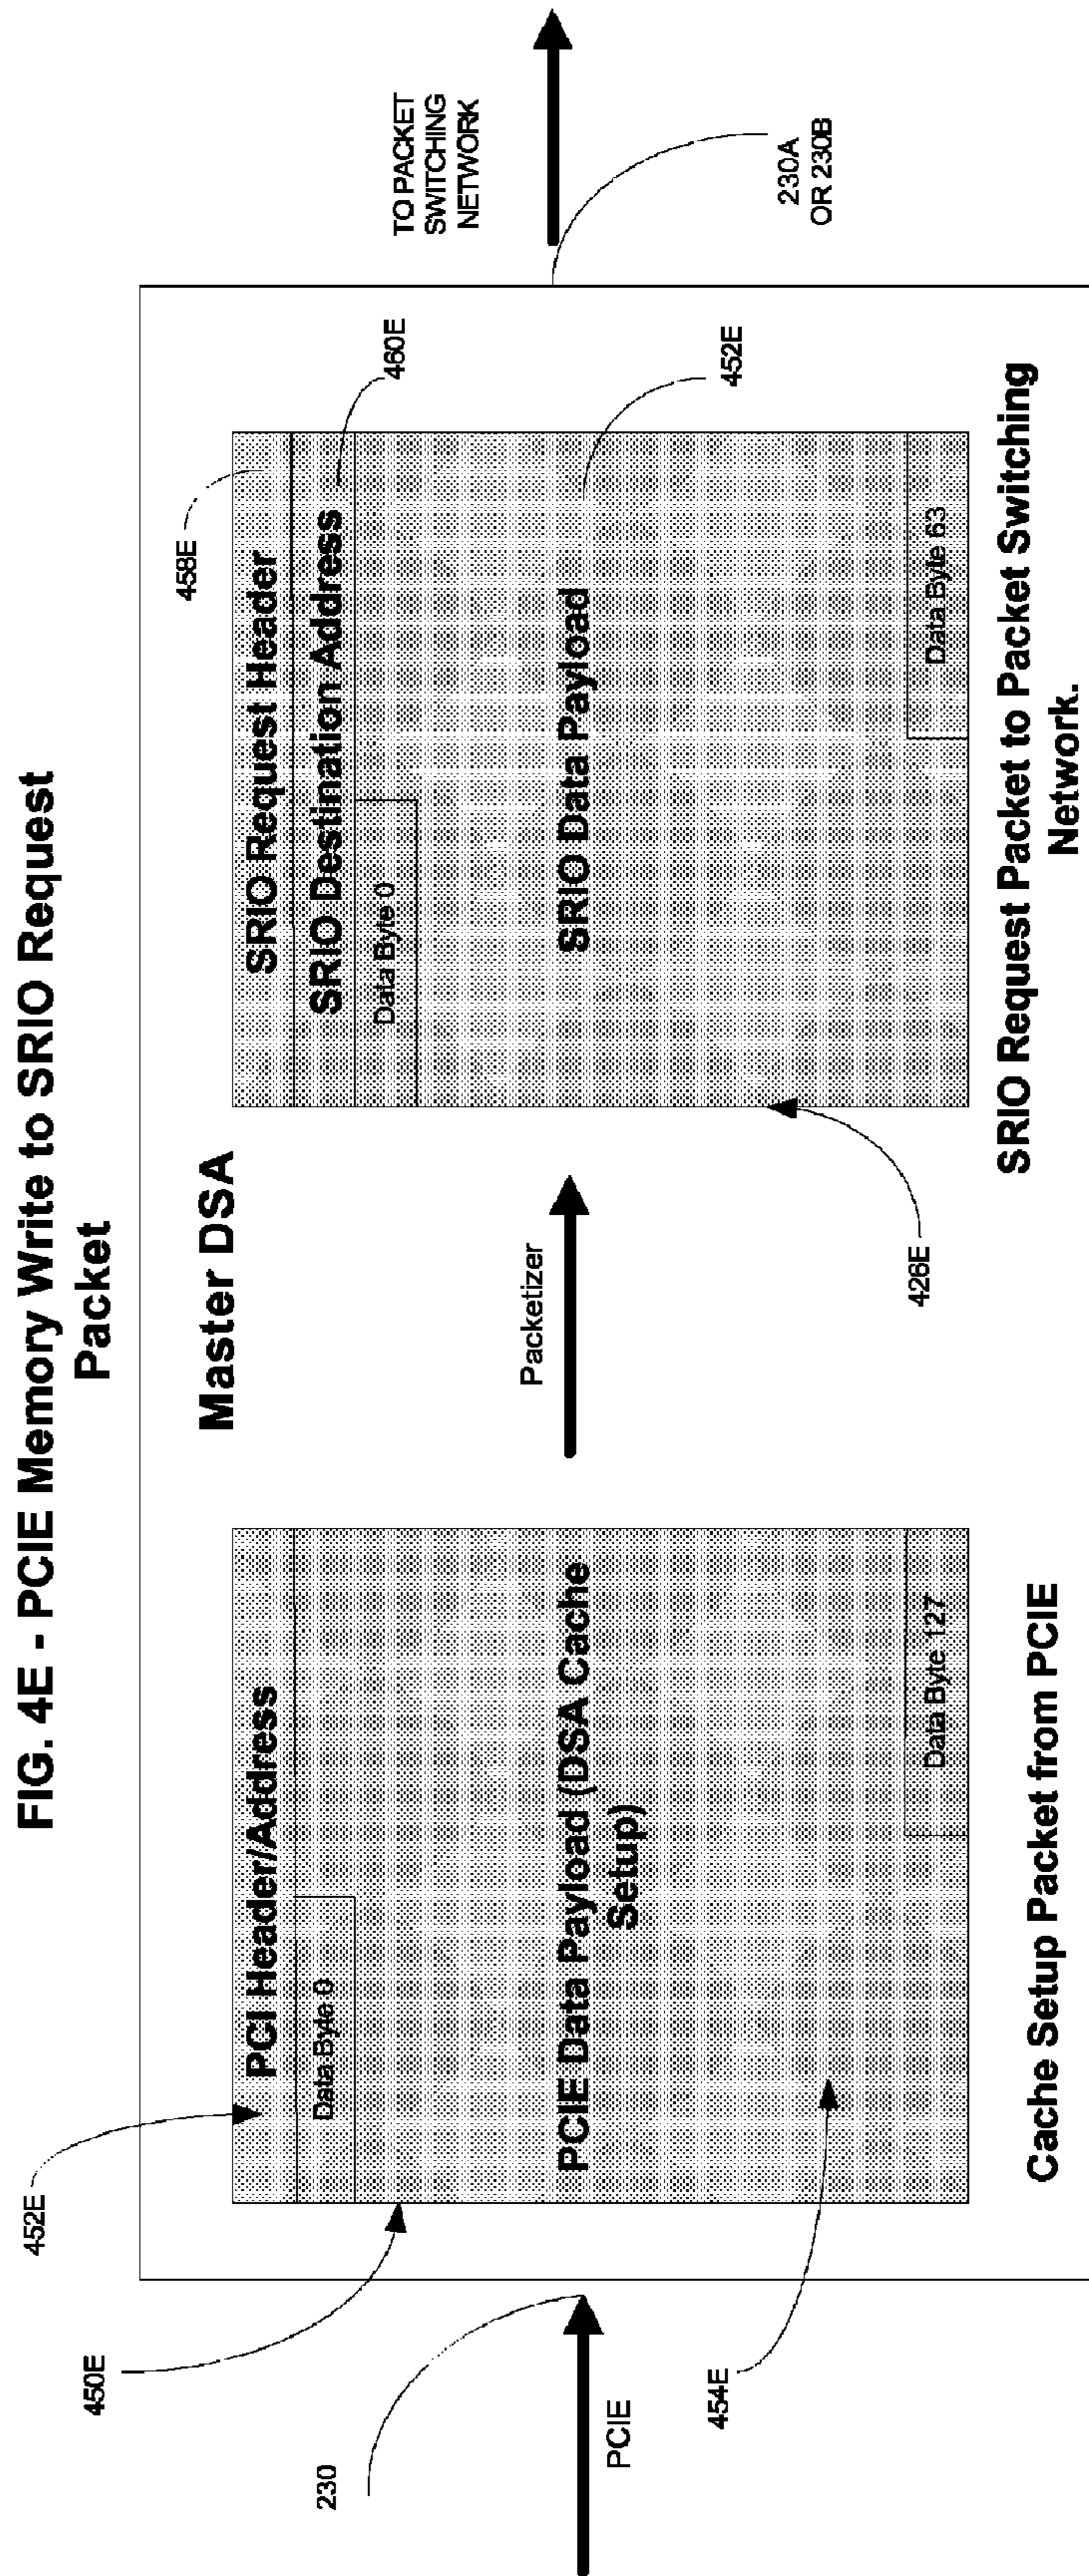 FIG. 4E - PCIE Memory Write to SRIO Request
Packet
Master DSA
452E
450E
230
PCIE
454E
PCI Header/Address
Data Byte 0
PCIE Data Payload (DSA Cache
Setup)
Data Byte 127
Cache Setup Packet from PCIE
Packetizer
426E
458E
460E
452E
SRIO Request Header
SRIO Destination Address
Data Byte 0
SRIO Data Payload
Data Byte 63
SRIO Request Packet to Packet Switching
Network.
TO PACKET
SWITCHING
NETWORK
230A
OR 230B